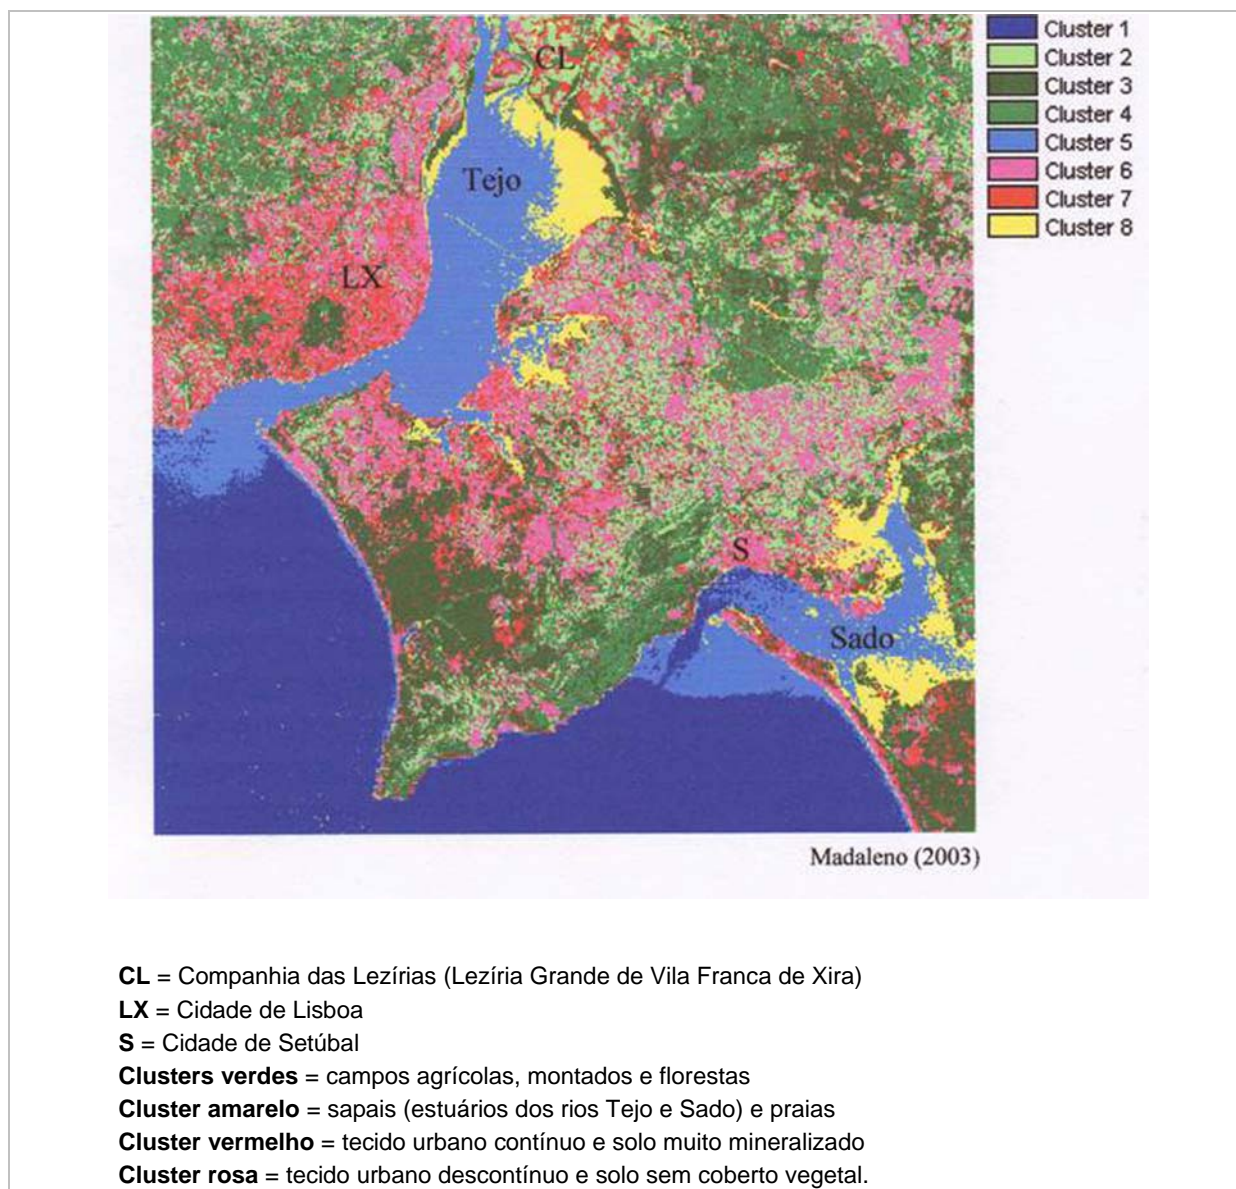 Cluster 1
Cluster 2
Cluster 3
Cluster 4
Cluster 5
Cluster 6
Cluster 7
Cluster 8
CL
Tejo
LX
S
Sado
Madaleno (2003)
CL = Companhia das Lezírias (Lezíria Grande de Vila Franca de Xira)
LX = Cidade de Lisboa
S = Cidade de Setúbal
Clusters verdes = campos agrícolas, montados e florestas
Cluster amarelo = sapais (estuários dos rios Tejo e Sado) e praias
Cluster vermelho = tecido urbano contínuo e solo muito mineralizado
Cluster rosa = tecido urbano descontínuo e solo sem coberto vegetal.